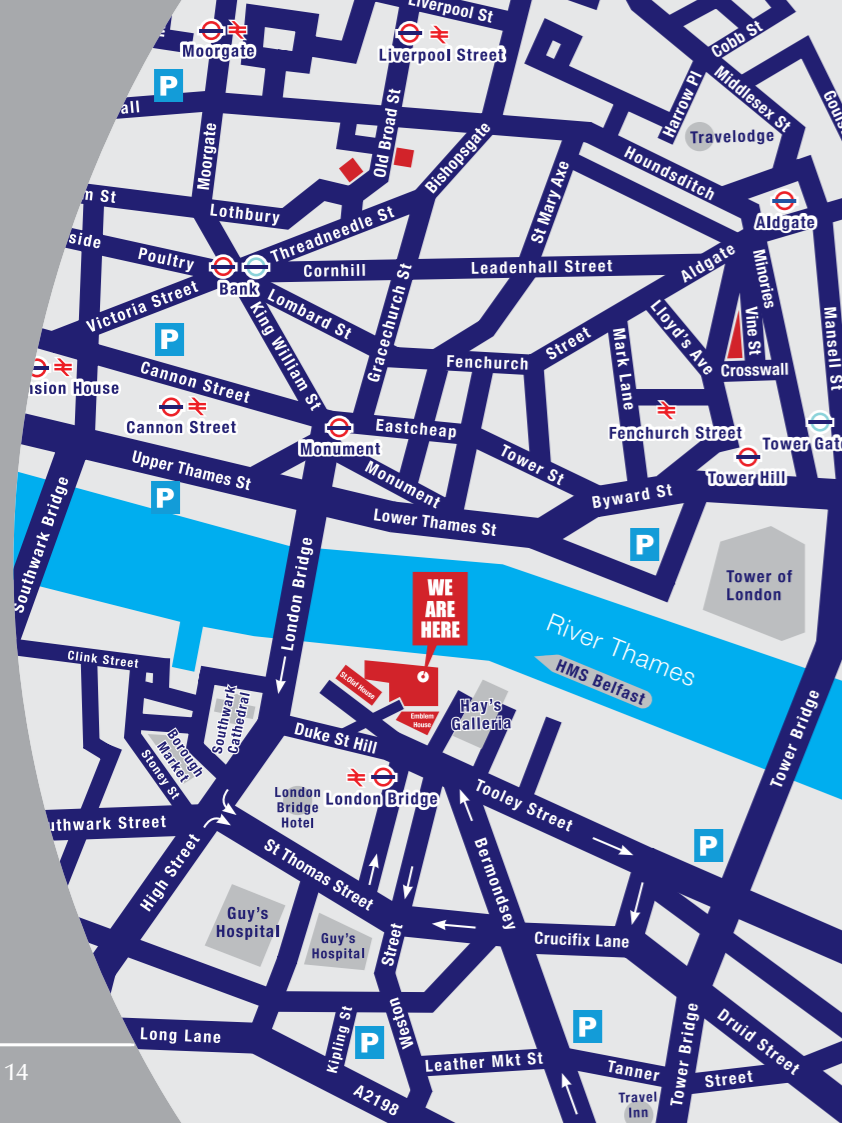 Liverpool St
Moorgate
Liverpool Street
Cobb St
Middlesex St
P
all
Harrow Pl
Travelodge
Moorgate
Old Broad St
Bishopsgate
Houndsditch
St Mary Axe
m St
Lothbury
Threadneedle St
Aldgate
side
Poultry
Cornhill
Leadenhall Street
Aldgate
Bank
Minories
Victoria Street
Lombard St
King William St
Gracechurch St
Lloyd's Ave
Vine St
Mansell St
P
Fenchurch
Street
Mark Lane
Crosswall
nsion House
Cannon Street
Cannon Street
Monument
Eastcheap
Fenchurch Street
Tower Gate
Tower Hill
Upper Thames St
Monument
Tower St
Byward St
P
Lower Thames St
P
Southwark Bridge
London Bridge
Tower of
London
WE
ARE
HERE
River Thames
HMS Belfast
Clink Street
St.Olaf House
Emblem
House
Hay's
Galleria
Southwark
Cathedral
Borough
Market
Stoney St
Duke St Hill
Tower Bridge
London
Bridge
Hotel
London Bridge
Tooley Street
uthwark Street
P
High Street
St Thomas Street
Bermondsey
Guy's
Hospital
Guy's
Hospital
Street
Crucifix Lane
Weston
Kipling St
Long Lane
P
P
Druid Street
Leather Mkt St
Tanner
Street
Tower Bridge
Travel
Inn
A2198
14